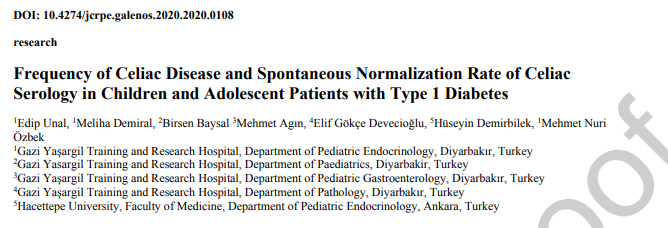 DOI: 10.4274/jcrpe.galenos.2020.2020.0108
research
Frequency of Celiac Disease and Spontaneous Normalization Rate of Celiac
Serology in Children and Adolescent Patients with Type 1 Diabetes
¹Edip Unal, ¹Meliha Demiral, ²Birsen Baysal ³Mehmet Agın, ⁴Elif Gökçe Devecioğlu, ⁵Hüseyin Demirbilek, ¹Mehmet Nuri
Özbek
¹Gazi Yaşargil Training and Research Hospital, Department of Pediatric Endocrinology, Diyarbakır, Turkey
²Gazi Yasargil Training and Research Hospital, Department of Paediatrics, Diyarbakir, Turkey
³Gazi Yaşargil Training and Research Hospital, Department of Pediatric Gastroenterology, Diyarbakır, Turkey
⁴Gazi Yaşargil Training and Research Hospital, Department of Pathology, Diyarbakır, Turkey
⁵Hacettepe University, Faculty of Medicine, Department of Pediatric Endocrinology, Ankara, Turkey
oof